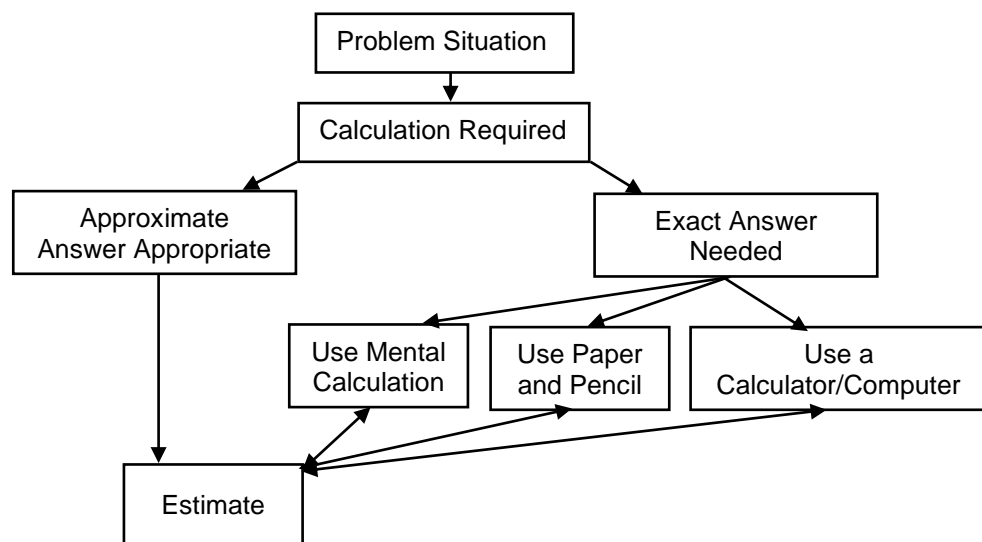 Problem Situation
Calculation Required
Approximate
Answer Appropriate
Exact Answer
Needed
Use Mental
Calculation
Use Paper
and Pencil
Use a
Calculator/Computer
Estimate